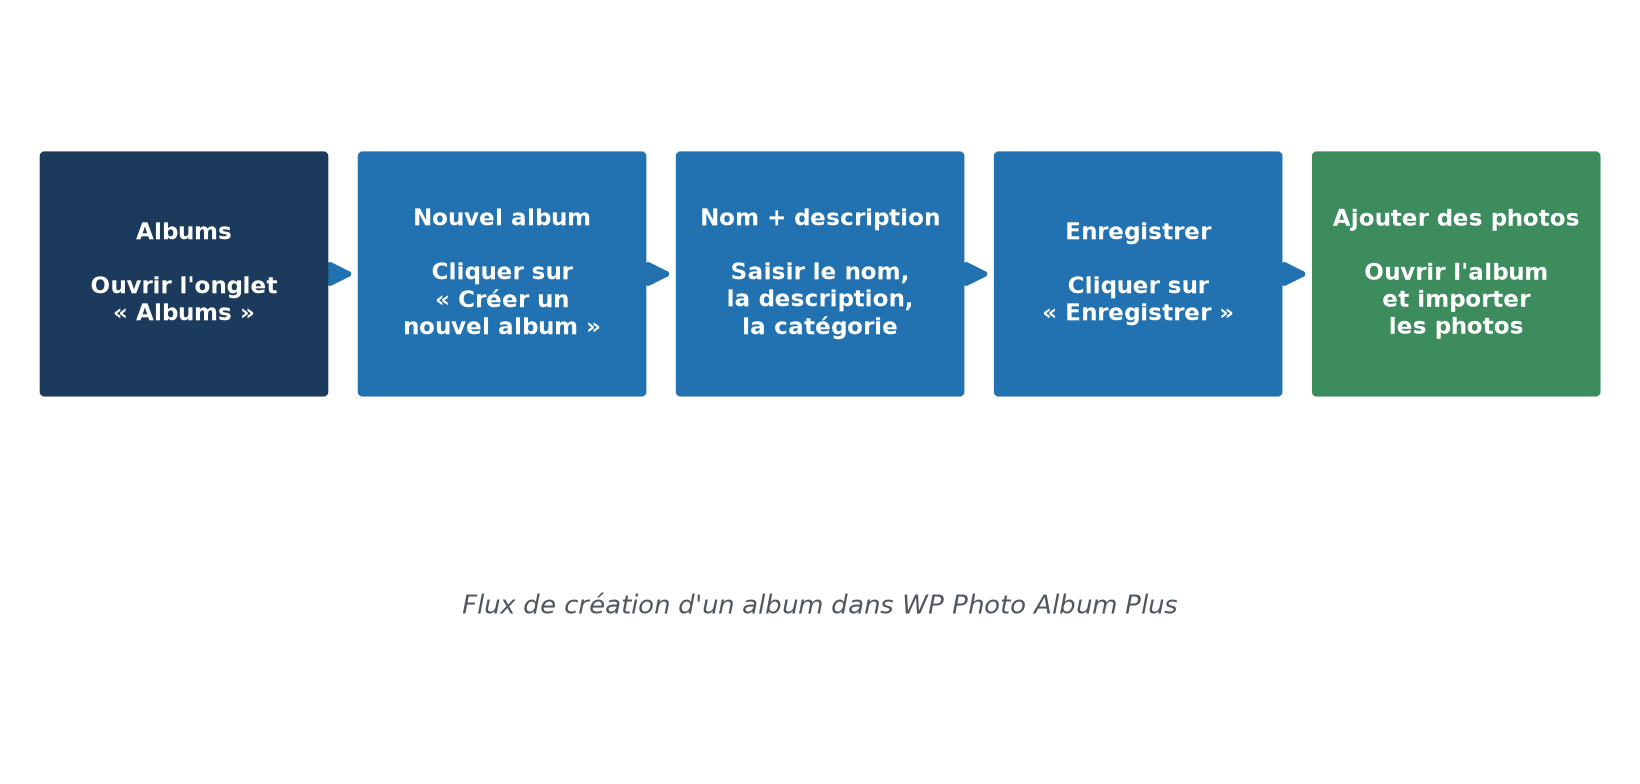 Albums
Ouvrir l'onglet
« Albums »
Nouvel album
Cliquer sur
« Créer un
nouvel album »
Nom + description
Saisir le nom,
la description,
la catégorie
Enregistrer
Cliquer sur
« Enregistrer »
Ajouter des photos
Ouvrir l'album
et importer
les photos
Flux de création d'un album dans WP Photo Album Plus